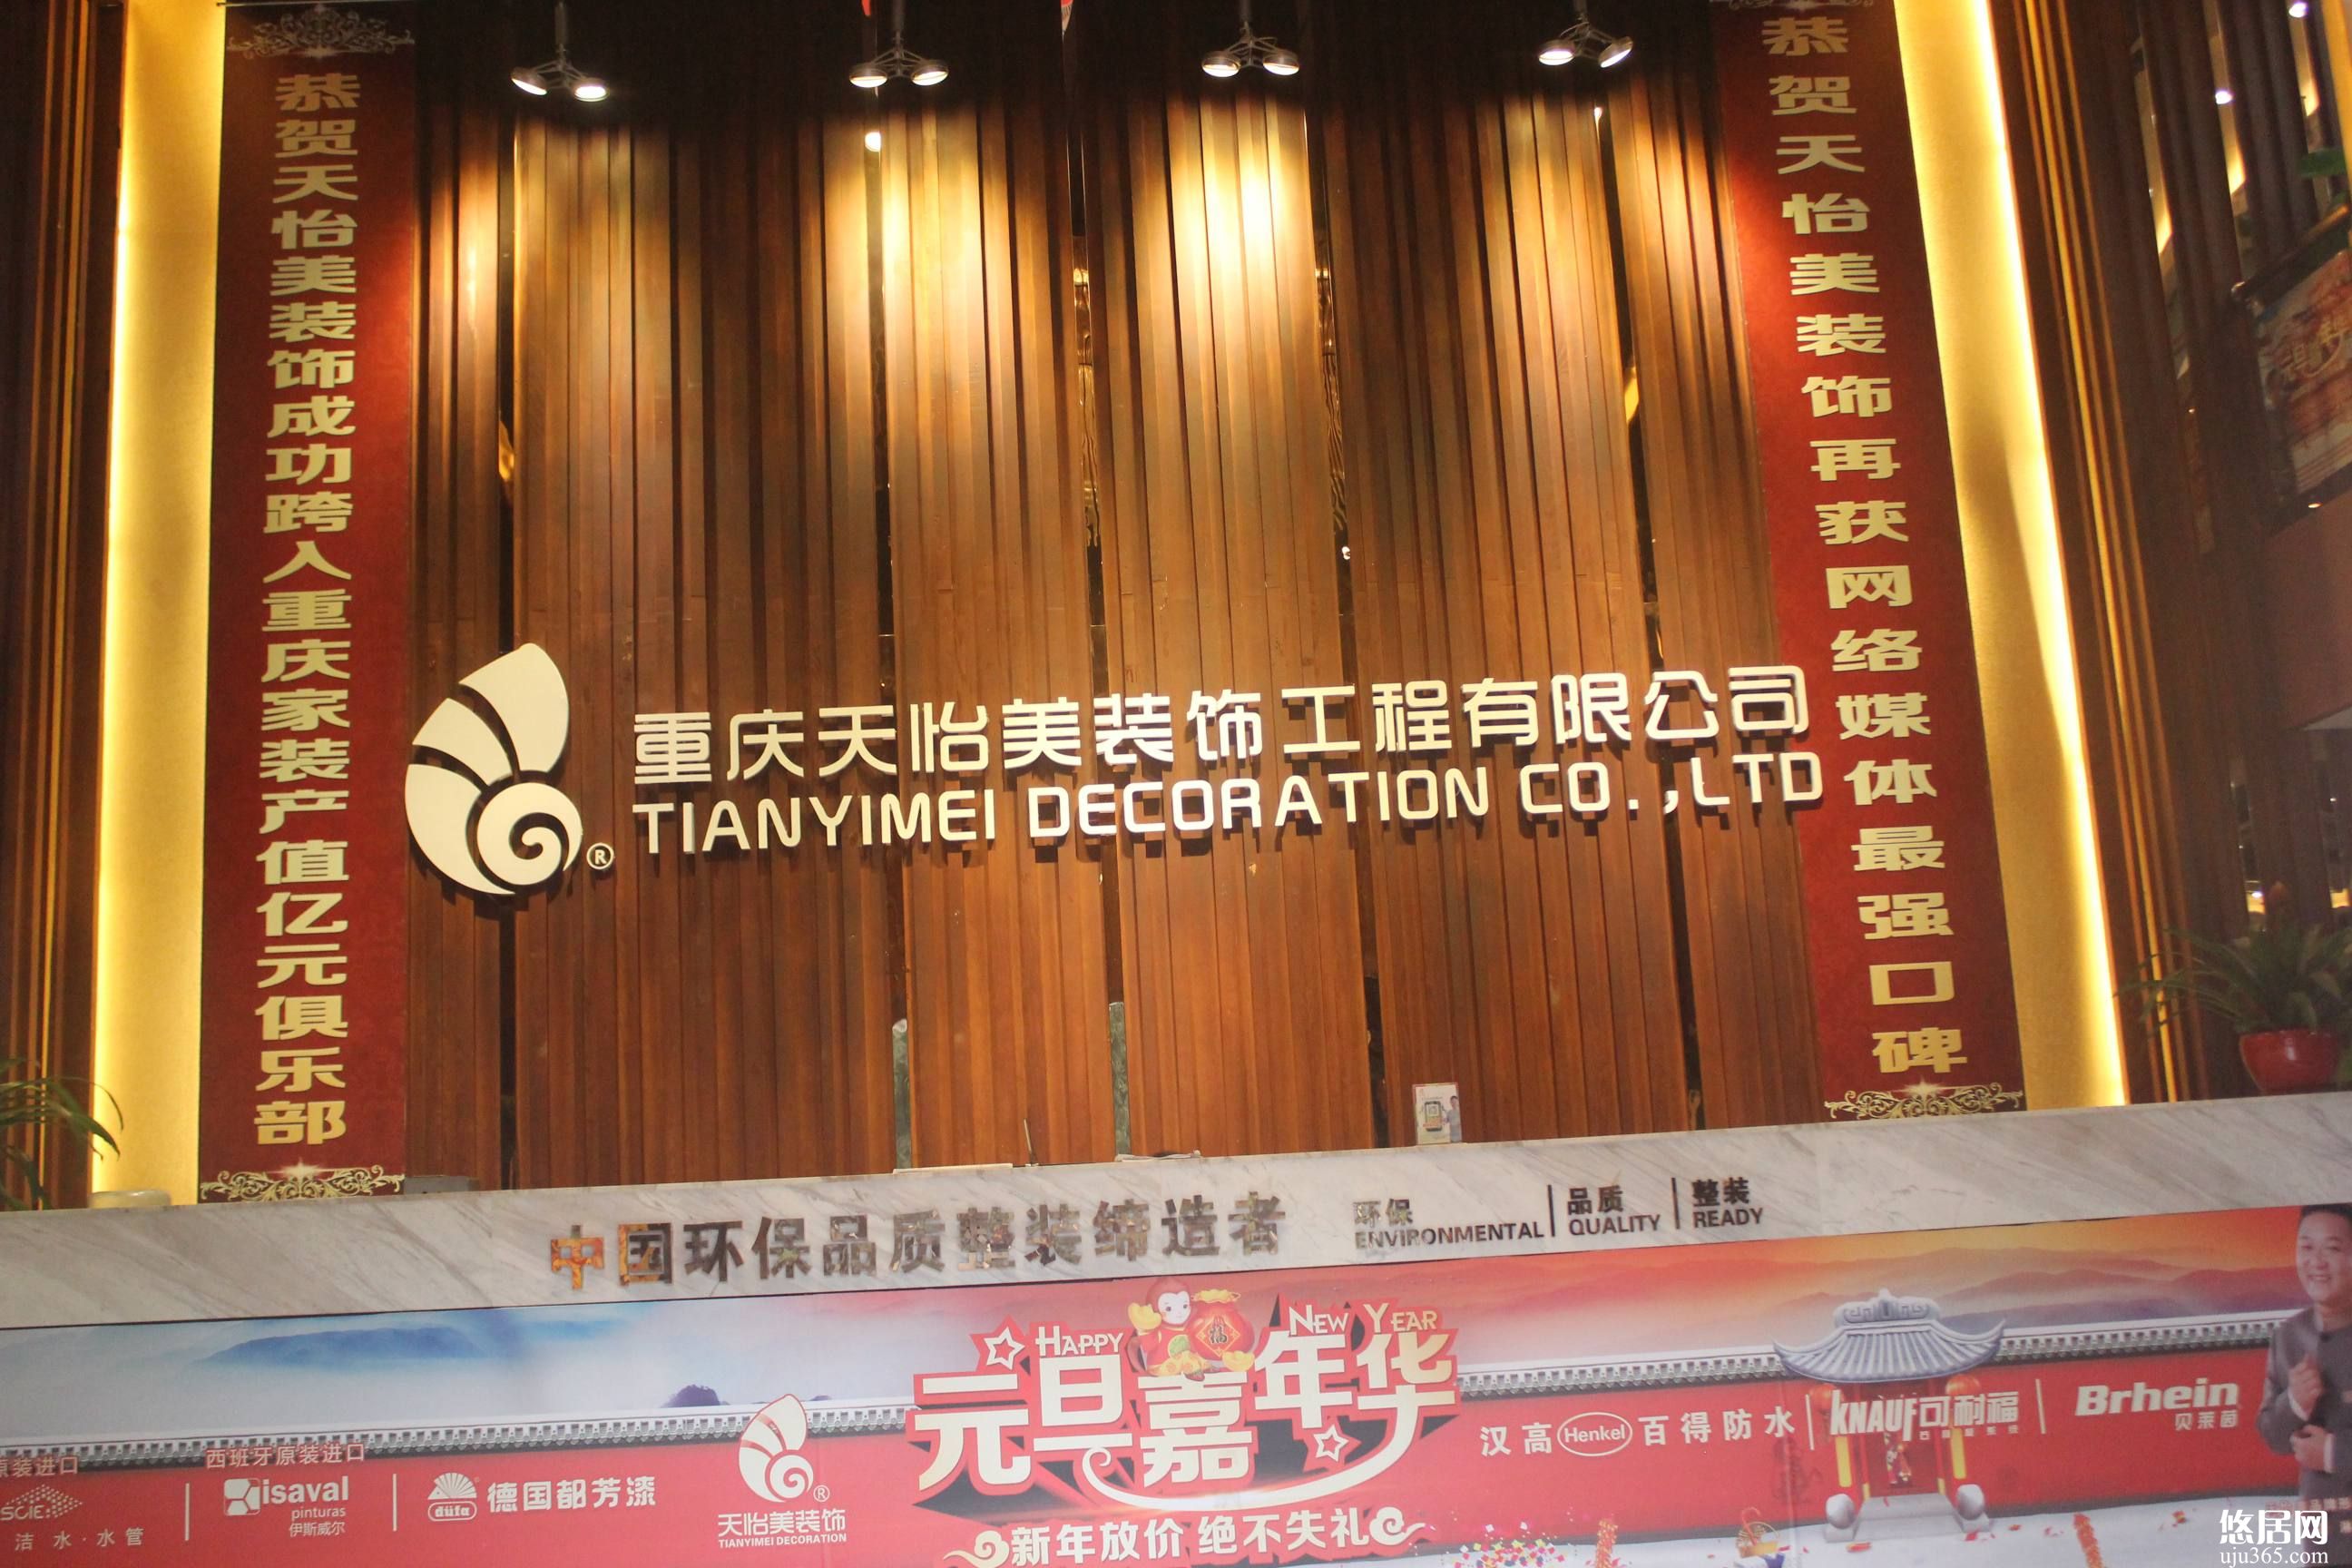 恭贺天怡美装饰成功跨入重庆家装产值亿元俱乐部
恭贺天怡美装饰再获网络媒体最强口碑
重庆天怡美装饰工程有限公司
®
TIANYIMEI DECORATION CO.,LTD
中国环保品质整装缔造者
环保
ENVIRONMENTAL
品质
QUALITY
整装
READY
HAPPY
NEW YEAR
福
元旦嘉年华
新年放价 绝不失礼
原装进口
洁水·水管
西班牙原装进口
isaval
pinturas
伊斯威尔
düfa
德国都芳漆
®
天怡美装饰
TIANYIMEI DECORATION
汉高 Henkel 百得防水
KNAUF可耐福
Brhein
贝莱茵
悠居网
uju365.com